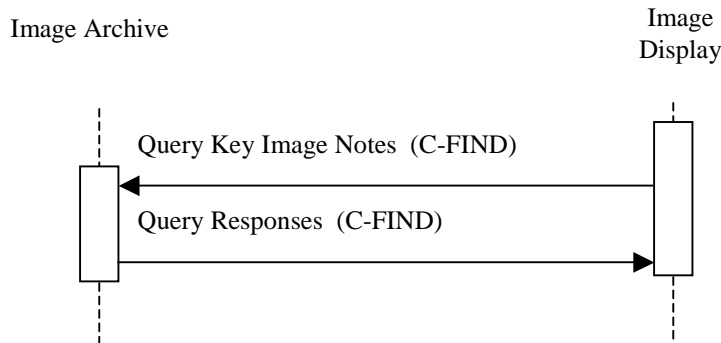 Image Archive
Image
Display
Query Key Image Notes (C-FIND)
Query Responses (C-FIND)